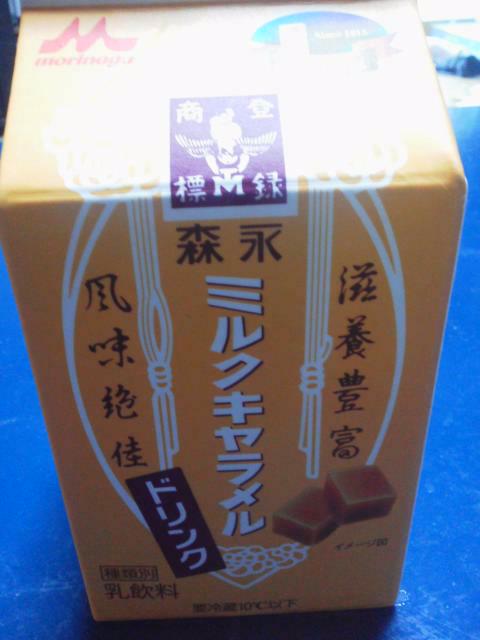 morinaga
Since 1914
登録
商標
TM
森永
ミルクキャラメル
滋養豊富
風味絶佳
ドリンク
イメージ図
種類別
乳飲料
要冷蔵10℃以下